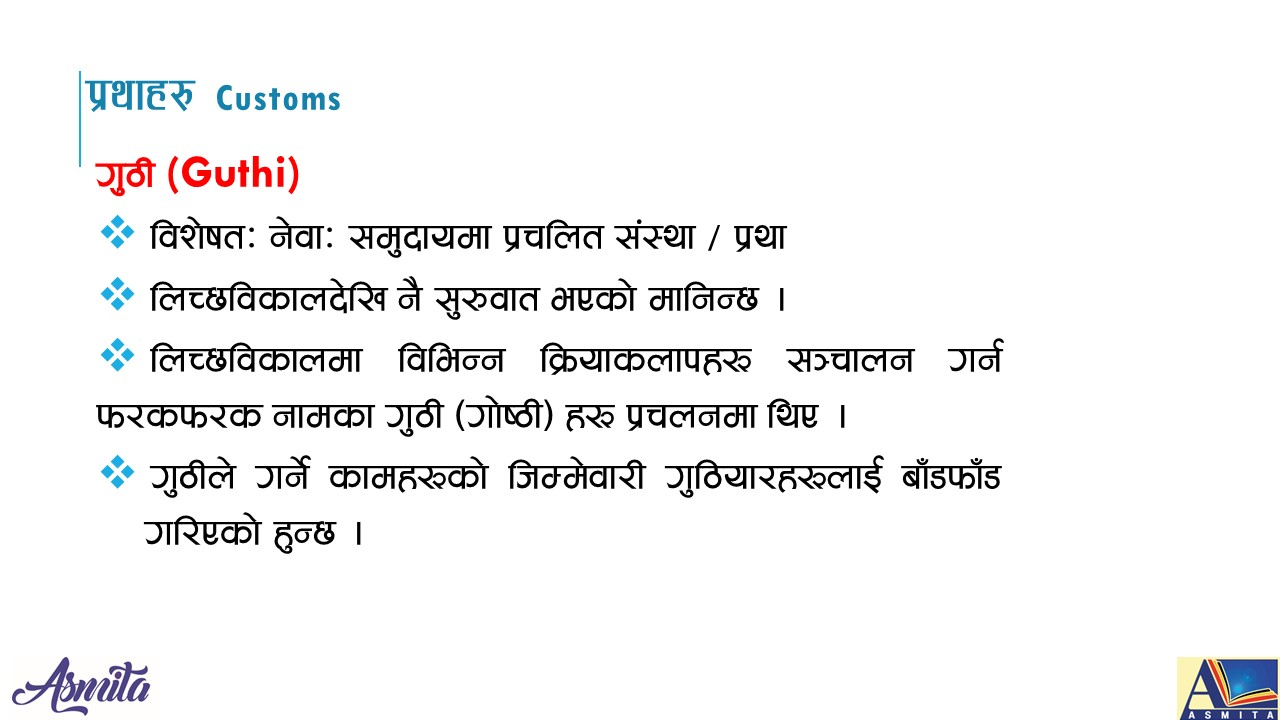 प्रथाहरु Customs
गुठी (Guthi)
❖ विशेषत: नेवा: समुदायमा प्रचलित संस्था / प्रथा
❖ लिच्छविकालदेखि नै सुरुवात भएको मानिन्छ ।
❖ लिच्छविकालमा विभिन्न क्रियाकलापहरू सञ्चालन गर्न
फरकफरक नामका गुठी (गोष्ठी) हरू प्रचलनमा थिए ।
❖ गुठीले गर्ने कामहरूको जिम्मेवारी गुठियारहरूलाई बाँडफाँड
गरिएको हुन्छ ।
Asmita
ASMITA